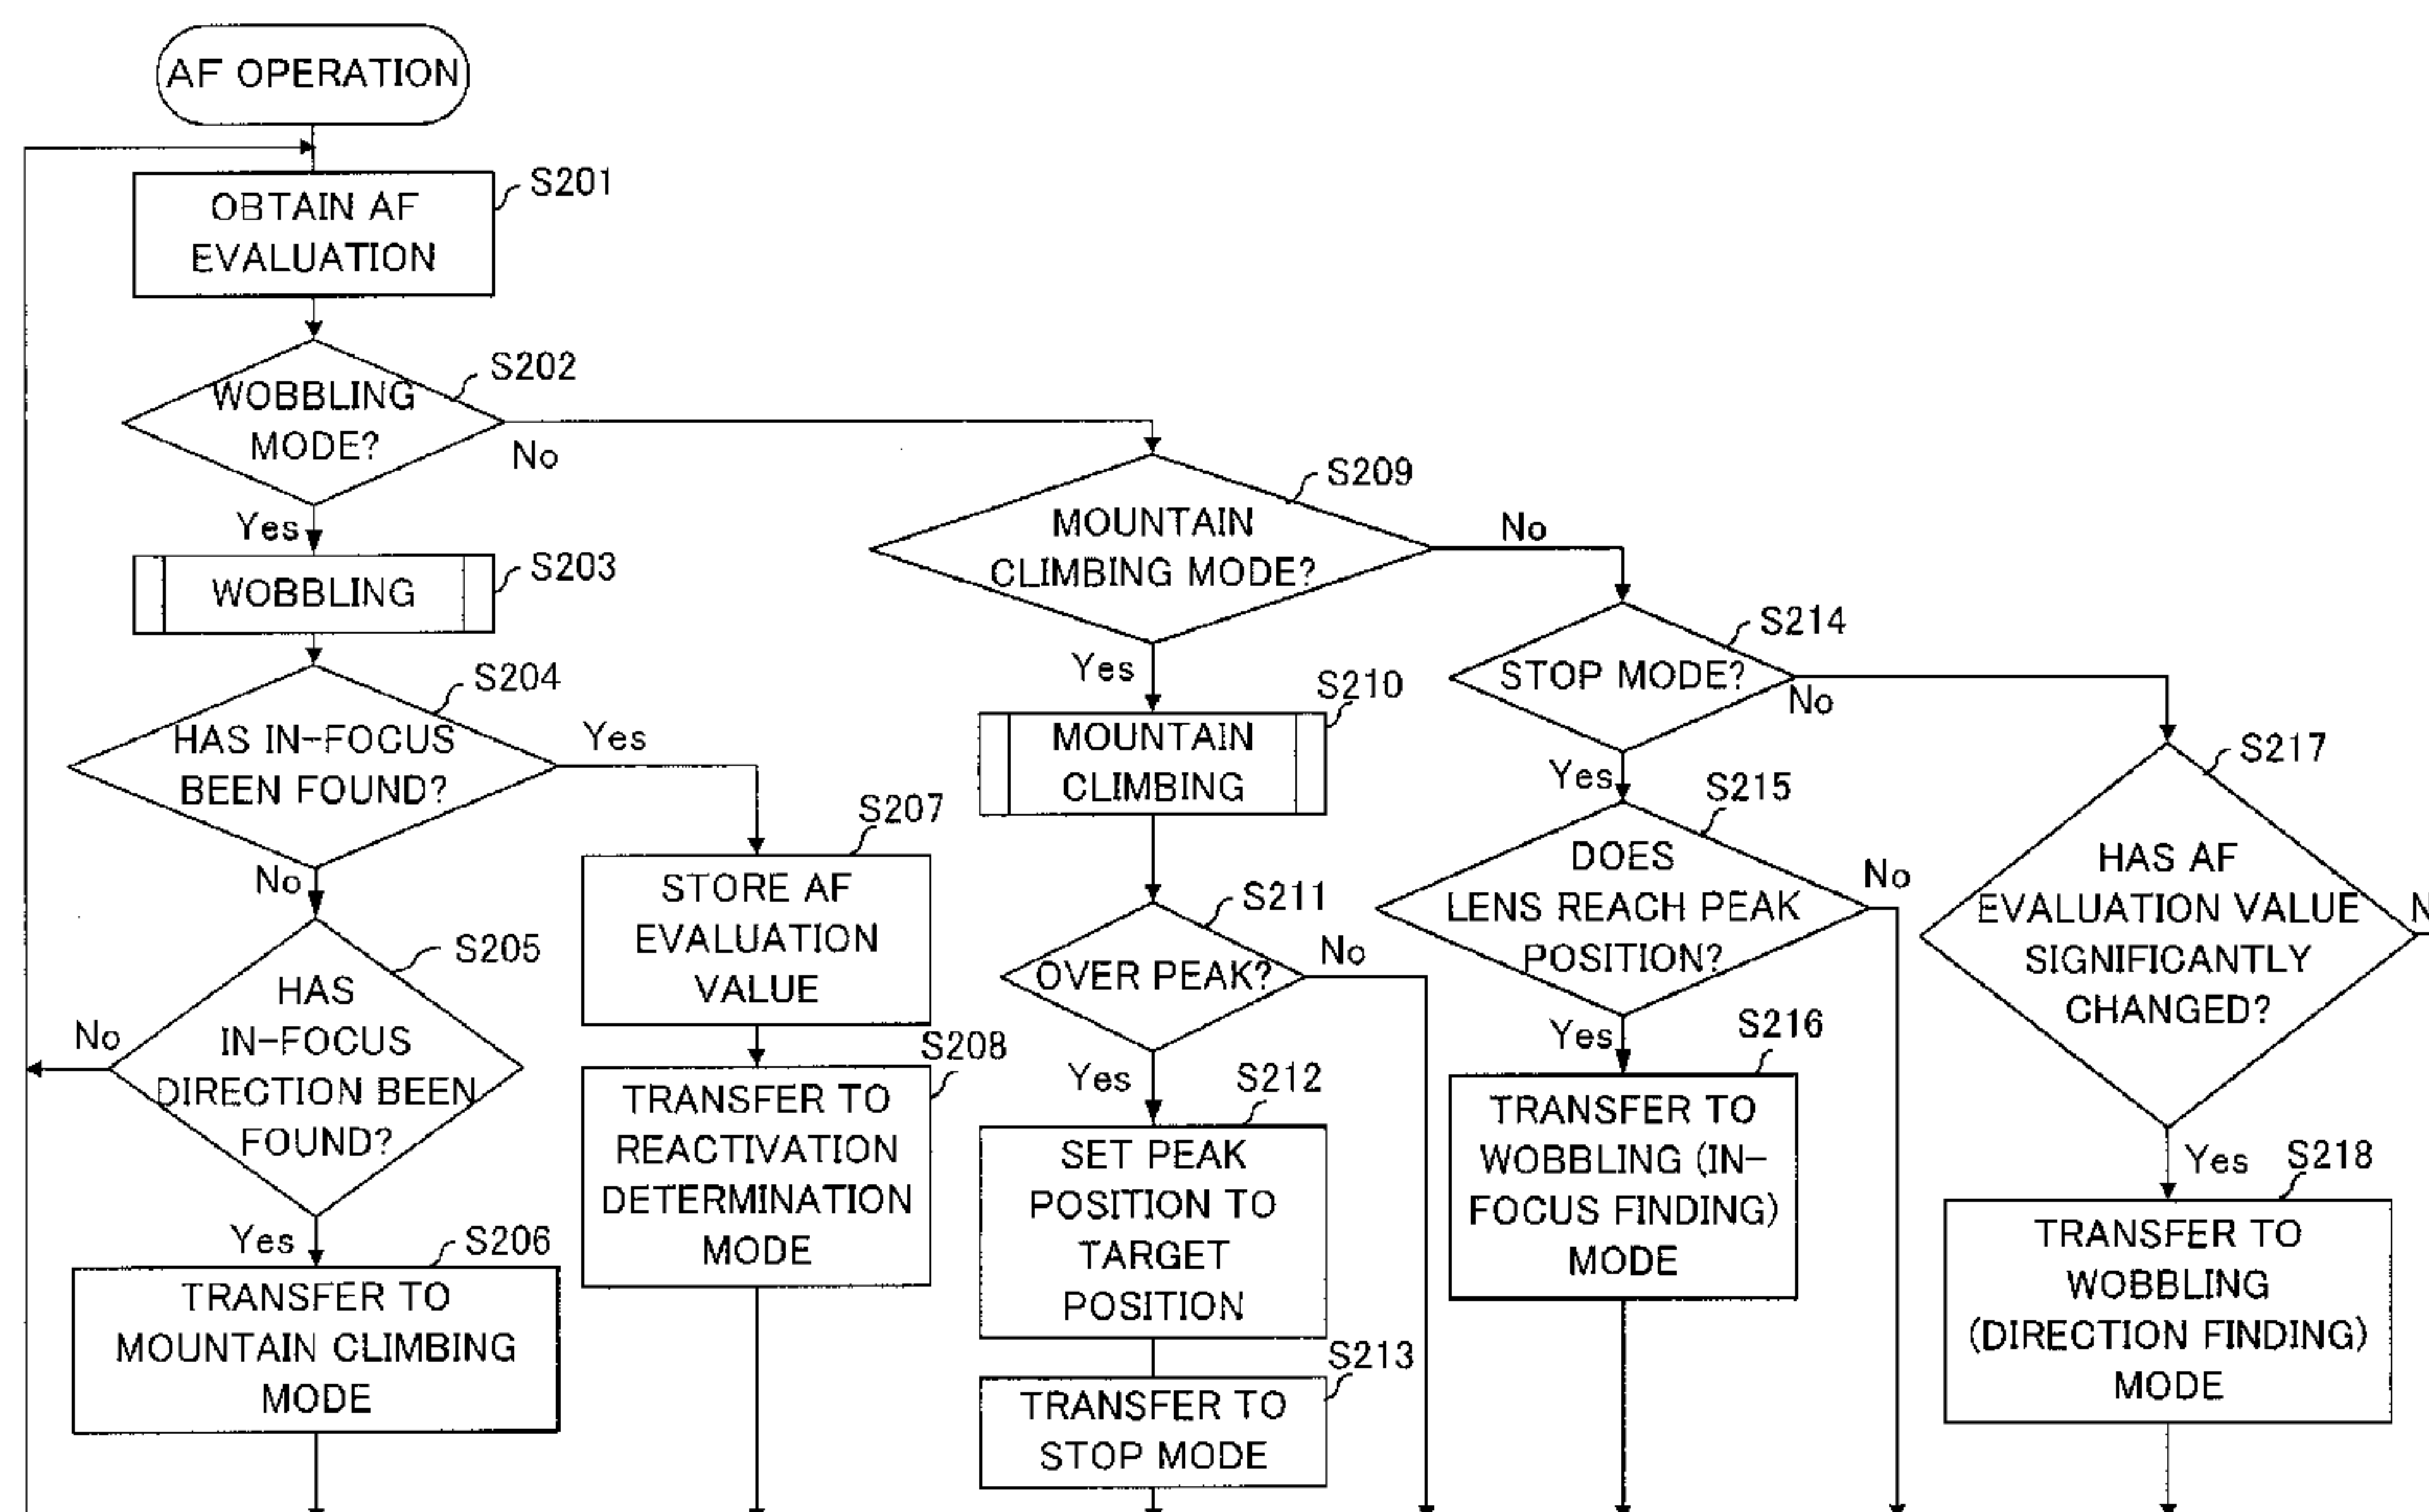 AF OPERATION
S201
OBTAIN AF
EVALUATION
S202
WOBBLING
MODE?
No
Yes
S203
WOBBLING
S204
HAS IN-FOCUS
BEEN FOUND?
Yes
No
S205
HAS
IN-FOCUS
DIRECTION BEEN
FOUND?
No
Yes
S206
TRANSFER TO
MOUNTAIN CLIMBING
MODE
S207
STORE AF
EVALUATION
VALUE
S208
TRANSFER TO
REACTIVATION
DETERMINATION
MODE
S209
MOUNTAIN
CLIMBING MODE?
No
Yes
S210
MOUNTAIN
CLIMBING
S211
OVER PEAK?
No
Yes
S212
SET PEAK
POSITION TO
TARGET
POSITION
S213
TRANSFER TO
STOP MODE
S214
STOP MODE?
No
Yes
S215
DOES
LENS REACH PEAK
POSITION?
No
Yes
S216
TRANSFER TO
WOBBLING (IN-
FOCUS FINDING)
MODE
S217
HAS AF
EVALUATION VALUE
SIGNIFICANTLY
CHANGED?
Yes
S218
TRANSFER TO
WOBBLING
(DIRECTION FINDING)
MODE